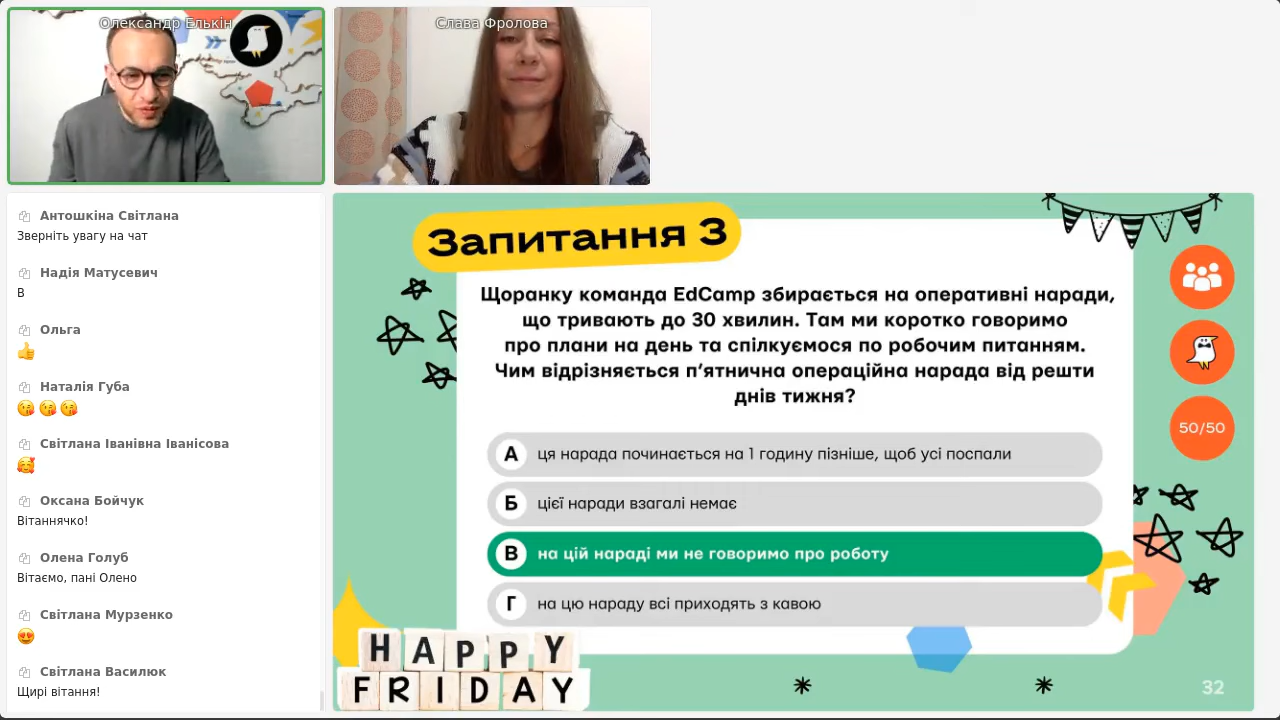 Олександр Елькін
Слава Фролова
Антошкіна Світлана
Зверніть увагу на чат
Надія Матусевич
В
Ольга
👍
Наталія Губа
😘 😘 😘
Світлана Іванівна Іванісова
🥰
Оксана Бойчук
Вітаннячко!
Олена Голуб
Вітаємо, пані Олено
Світлана Мурзенко
😍
Світлана Василюк
Щирі вітання!
Запитання 3
Щоранку команда EdCamp збирається на оперативні наради,
що тривають до 30 хвилин. Там ми коротко говоримо
про плани на день та спілкуємося по робочим питанням.
Чим відрізняється п’ятнична операційна нарада від решти
днів тижня?
А ця нарада починається на 1 годину пізніше, щоб усі поспали
Б цієї наради взагалі немає
В на цій нараді ми не говоримо про роботу
Г на цю нараду всі приходять з кавою
50/50
HAPPY
FRIDAY
32